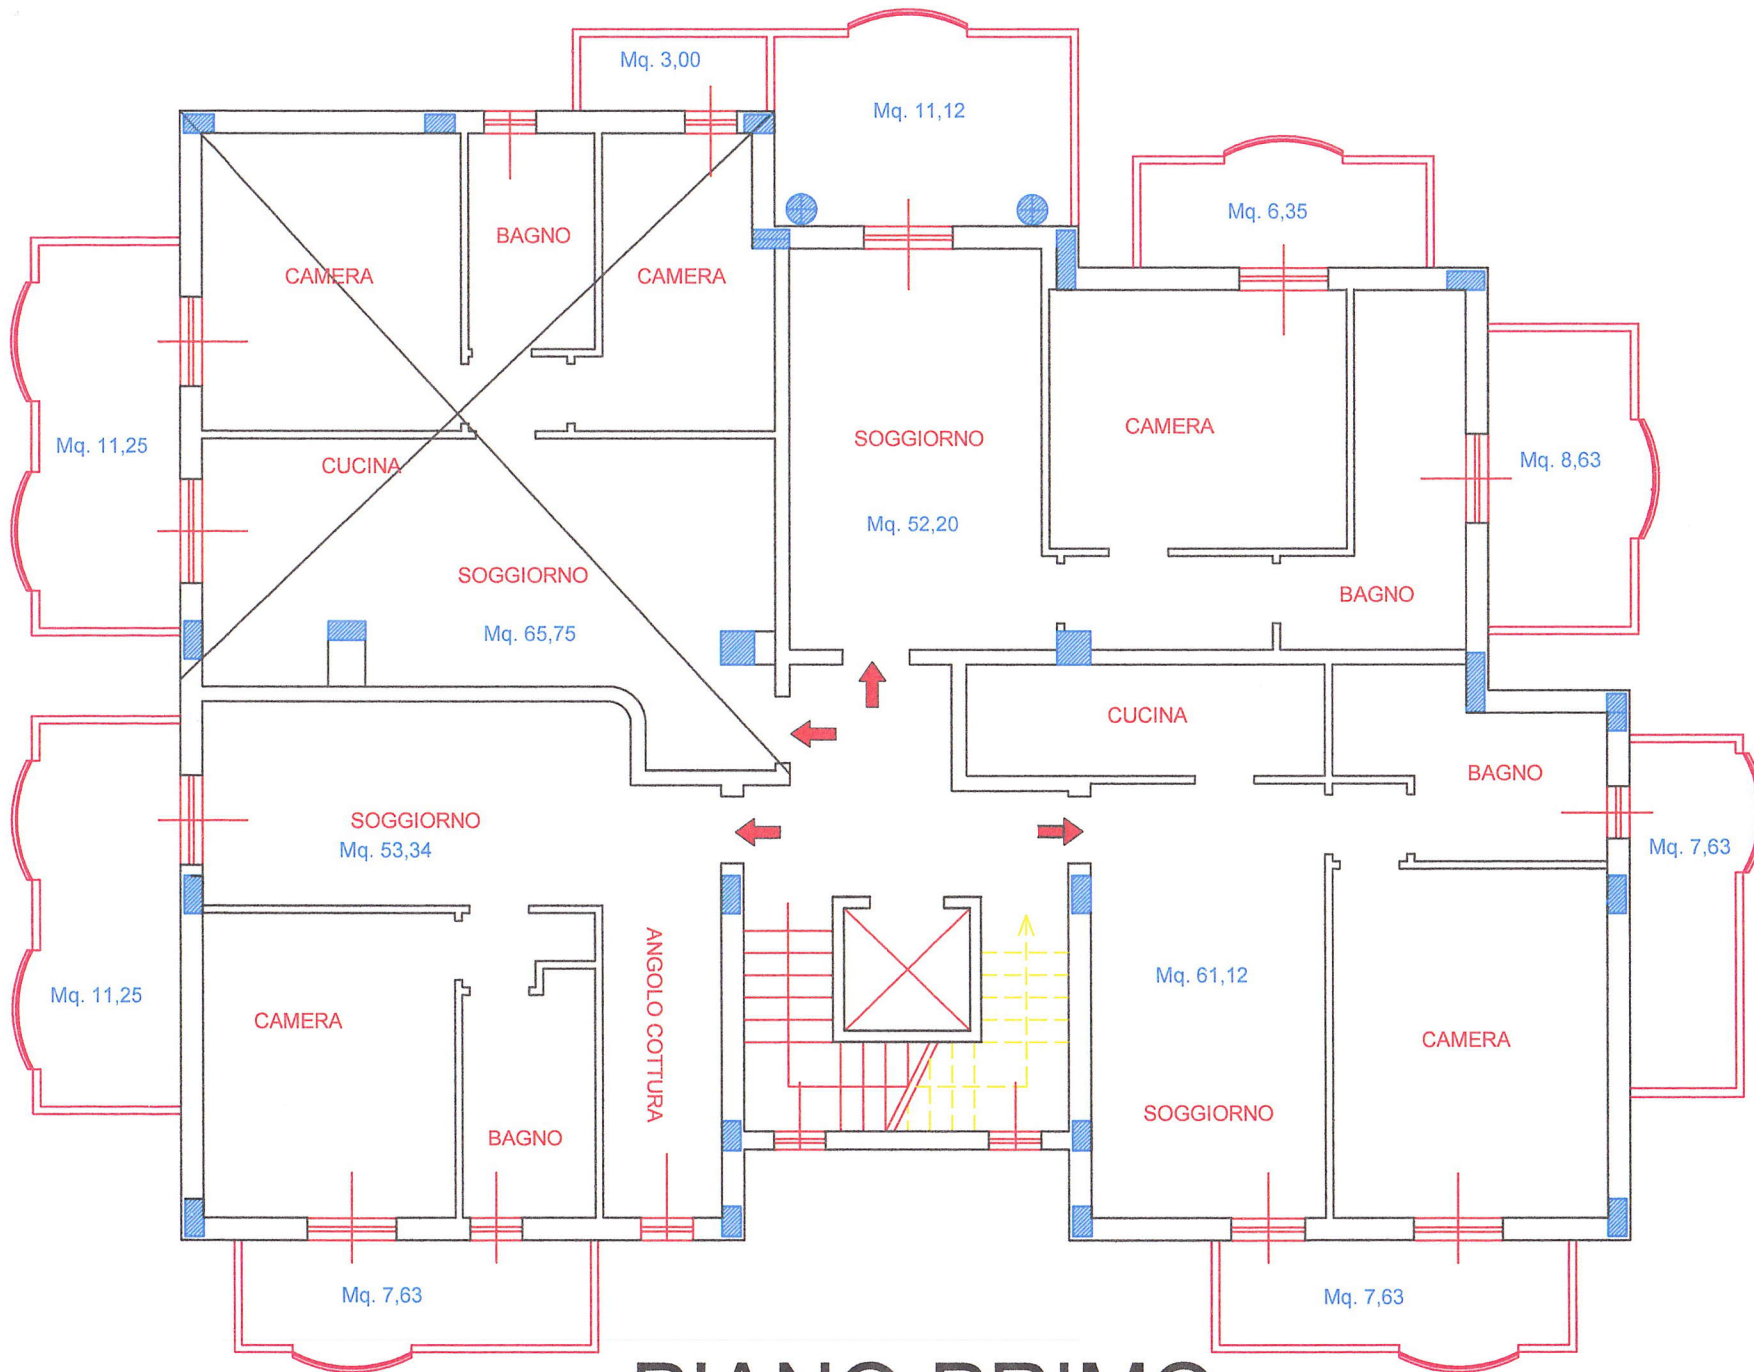 Mq. 3,00
Mq. 11,12
Mq. 6,35
BAGNO
CAMERA
CAMERA
CAMERA
SOGGIORNO
Mq. 11,25
CUCINA
Mq. 8,63
Mq. 52,20
SOGGIORNO
BAGNO
Mq. 65,75
CUCINA
BAGNO
SOGGIORNO
Mq. 53,34
Mq. 7,63
Mq. 61,12
Mq. 11,25
CAMERA
ANGOLO COTTURA
CAMERA
SOGGIORNO
BAGNO
Mq. 7,63
Mq. 7,63
PIANO PRIMO